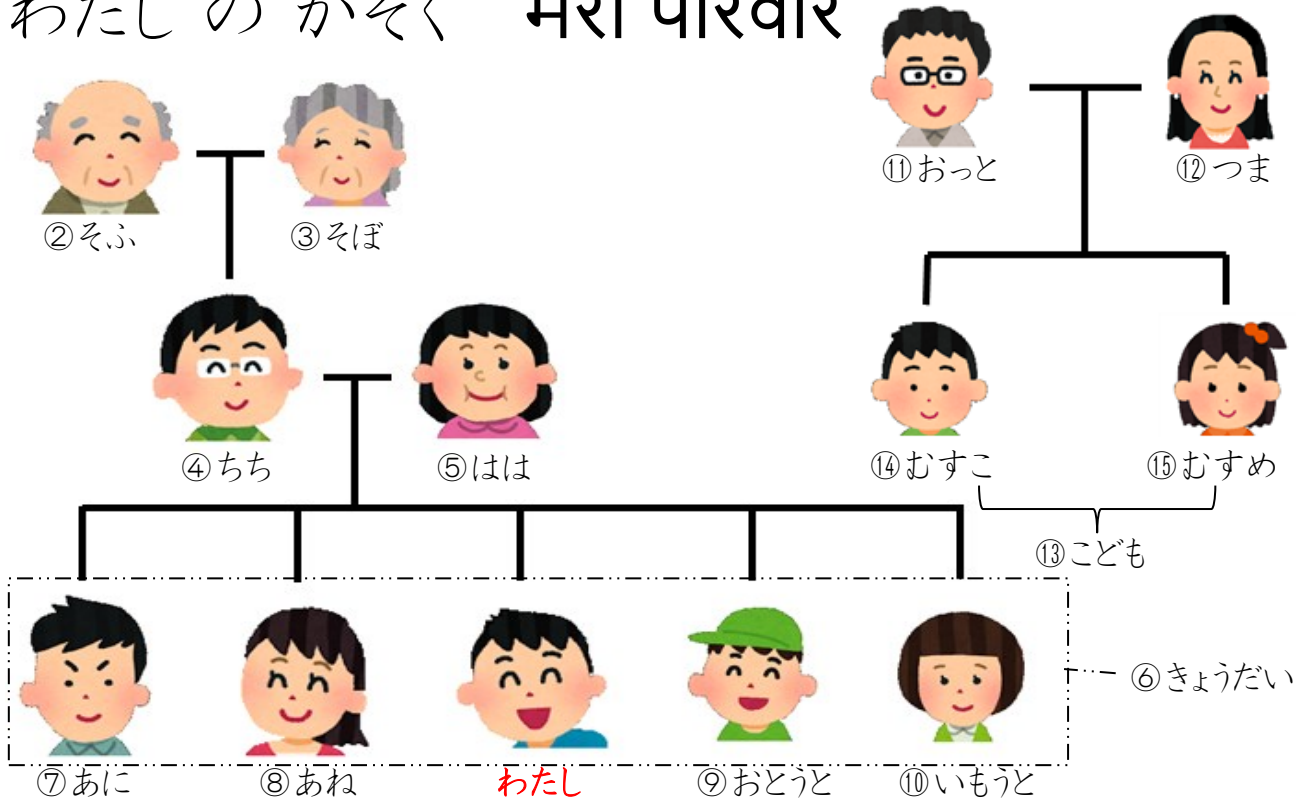 わたし の かぞく मेरा परिवार
⑪おっと
⑫つま
②そふ
③そぼ
④ちち
⑤はは
⑭むすこ
⑮むすめ
⑬こども
⑥きょうだい
⑦あに
⑧あね
わたし
⑨おとうと
⑩いもうと